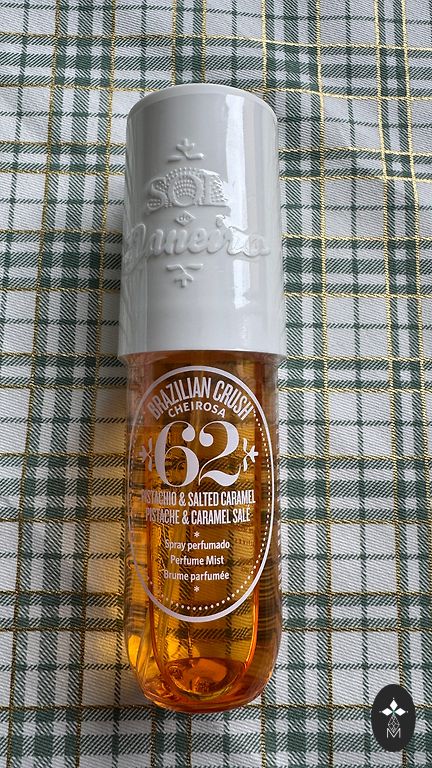 SOL
DE
Janeiro
BRAZILIAN CRUSH
CHEIROSA
62
PISTACHIO & SALTED CARAMEL
PISTACHE & CARAMEL SALÉ
Spray perfumado
Perfume Mist
Brume parfumée